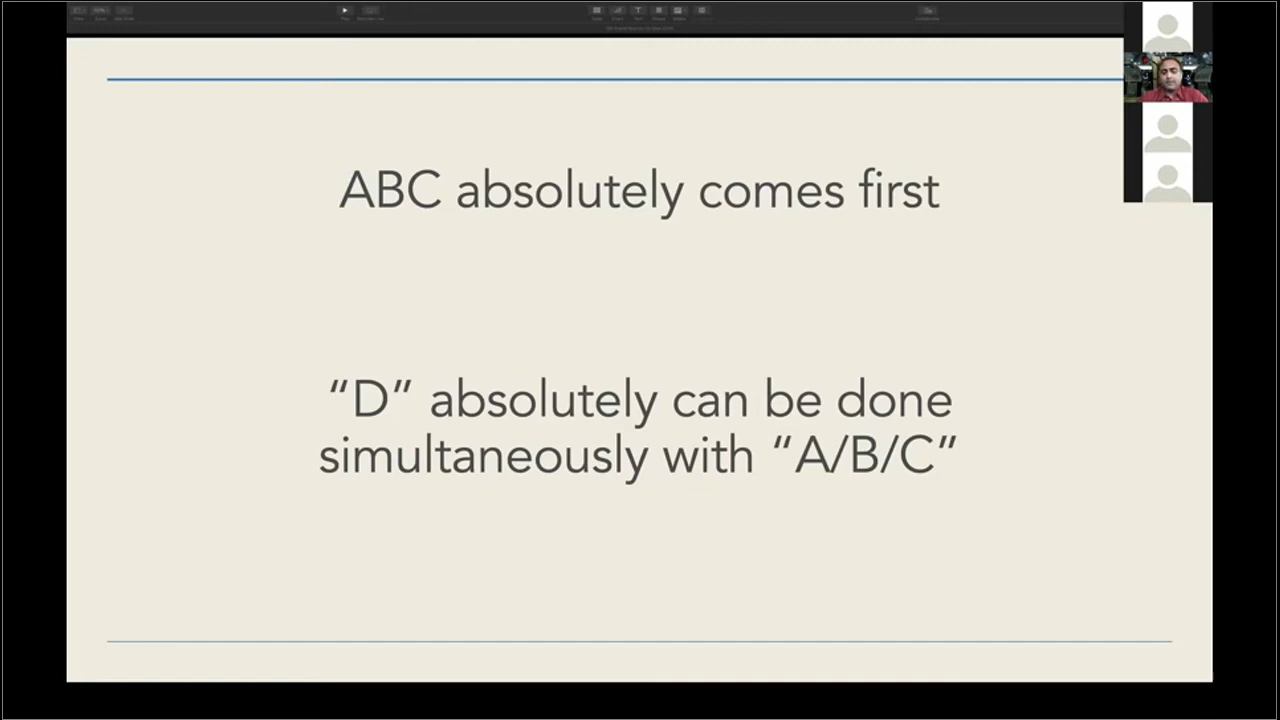 ABC absolutely comes first
“D” absolutely can be done
simultaneously with “A/B/C”